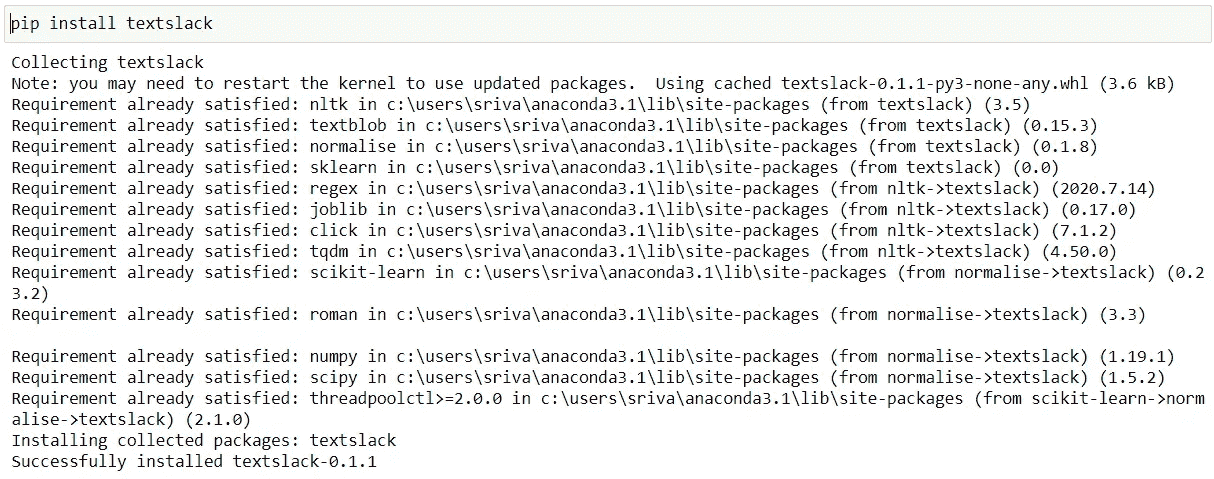 pip install textslack
Collecting textslack
Note: you may need to restart the kernel to use updated packages.  Using cached textslack-0.1.1-py3-none-any.whl (3.6 kB)
Requirement already satisfied: nltk in c:\users\sriva\anaconda3.1\lib\site-packages (from textslack) (3.5)
Requirement already satisfied: textblob in c:\users\sriva\anaconda3.1\lib\site-packages (from textslack) (0.15.3)
Requirement already satisfied: normalise in c:\users\sriva\anaconda3.1\lib\site-packages (from textslack) (0.1.8)
Requirement already satisfied: sklearn in c:\users\sriva\anaconda3.1\lib\site-packages (from textslack) (0.0)
Requirement already satisfied: regex in c:\users\sriva\anaconda3.1\lib\site-packages (from nltk->textslack) (2020.7.14)
Requirement already satisfied: joblib in c:\users\sriva\anaconda3.1\lib\site-packages (from nltk->textslack) (0.17.0)
Requirement already satisfied: click in c:\users\sriva\anaconda3.1\lib\site-packages (from nltk->textslack) (7.1.2)
Requirement already satisfied: tqdm in c:\users\sriva\anaconda3.1\lib\site-packages (from nltk->textslack) (4.50.0)
Requirement already satisfied: scikit-learn in c:\users\sriva\anaconda3.1\lib\site-packages (from normalise->textslack) (0.2
3.2)
Requirement already satisfied: roman in c:\users\sriva\anaconda3.1\lib\site-packages (from normalise->textslack) (3.3)
Requirement already satisfied: numpy in c:\users\sriva\anaconda3.1\lib\site-packages (from normalise->textslack) (1.19.1)
Requirement already satisfied: scipy in c:\users\sriva\anaconda3.1\lib\site-packages (from normalise->textslack) (1.5.2)
Requirement already satisfied: threadpoolctl>=2.0.0 in c:\users\sriva\anaconda3.1\lib\site-packages (from scikit-learn->norm
alise->textslack) (2.1.0)
Installing collected packages: textslack
Successfully installed textslack-0.1.1